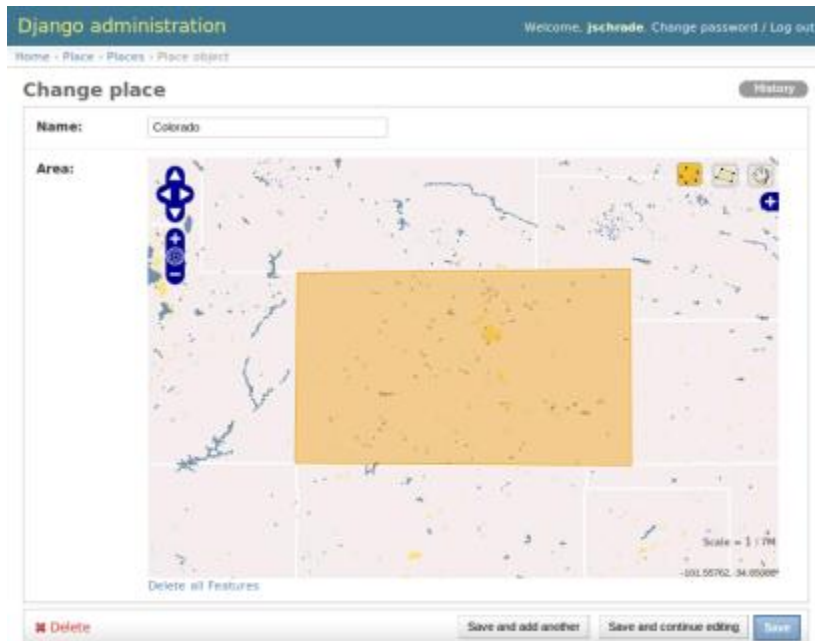 Django administration
Welcome, jschrade. Change password / Log out
Home › Place › Places › Place object
Change place
History
Name:
Colorado
Area:
Scale = 1 : 7M
Delete all Features
Delete
Save and add another
Save and continue editing
Save